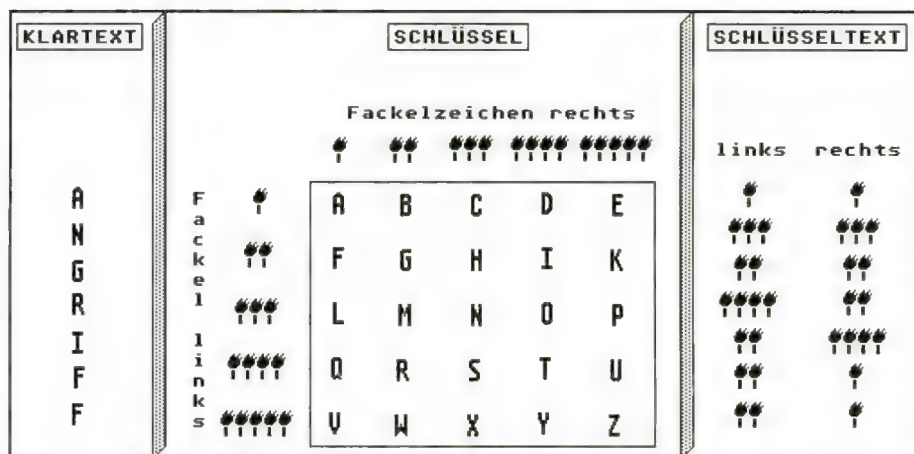 KLARTEXT
A
N
G
R
I
F
F
SCHLÜSSEL
Fackelzeichen rechts
Fackel links
A B C D E
F G H I K
L M N O P
Q R S T U
V W X Y Z
SCHLÜSSELTEXT
links rechts